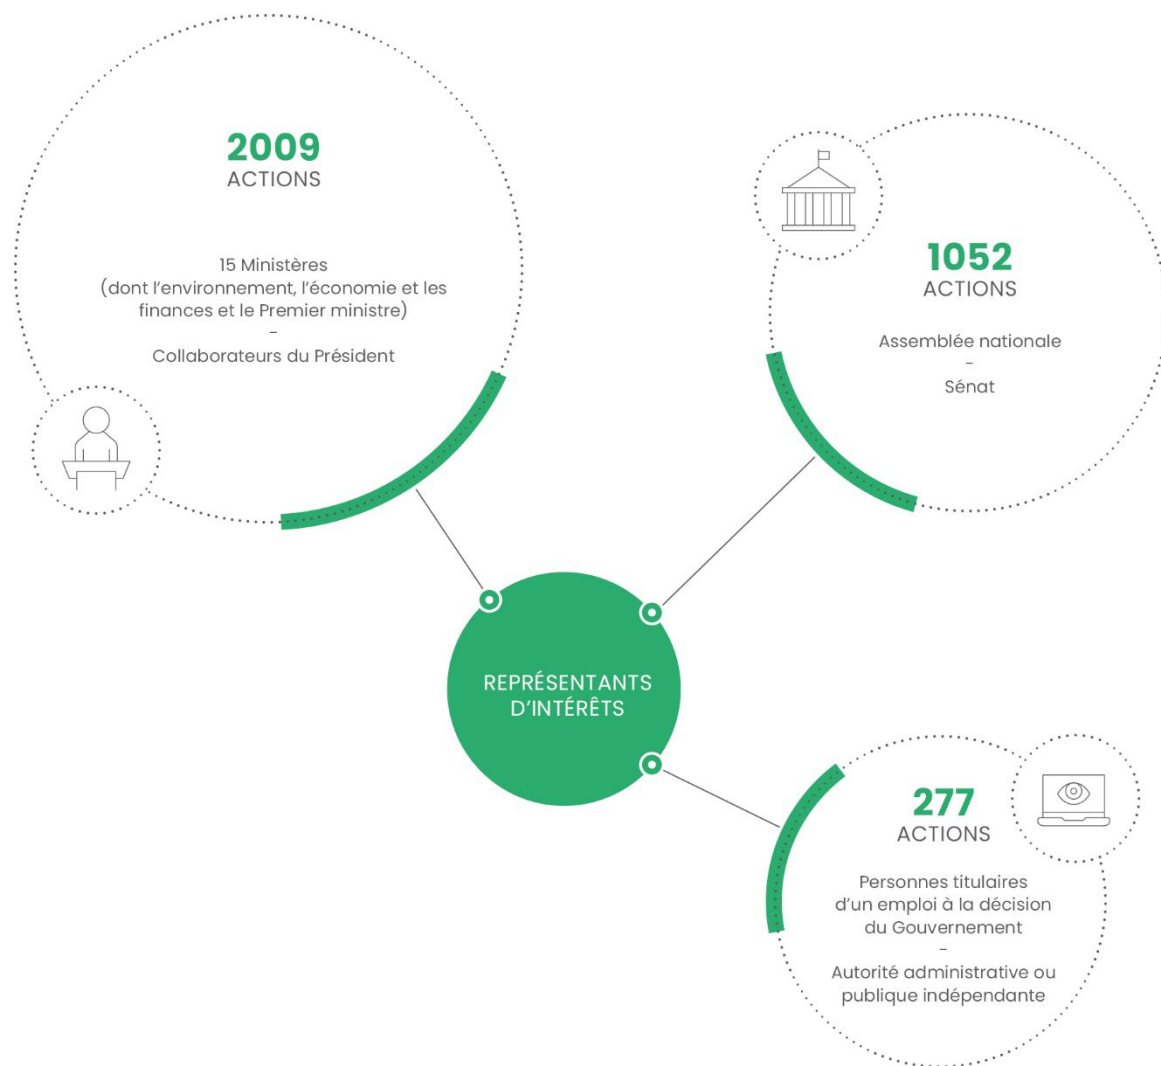 2009
ACTIONS
15 Ministères
(dont l’environnement, l’économie et les
finances et le Premier ministre)
-
Collaborateurs du Président
1052
ACTIONS
Assemblée nationale
-
Sénat
REPRÉSENTANTS
D’INTÉRÊTS
277
ACTIONS
Personnes titulaires
d’un emploi à la décision
du Gouvernement
-
Autorité administrative ou
publique indépendante